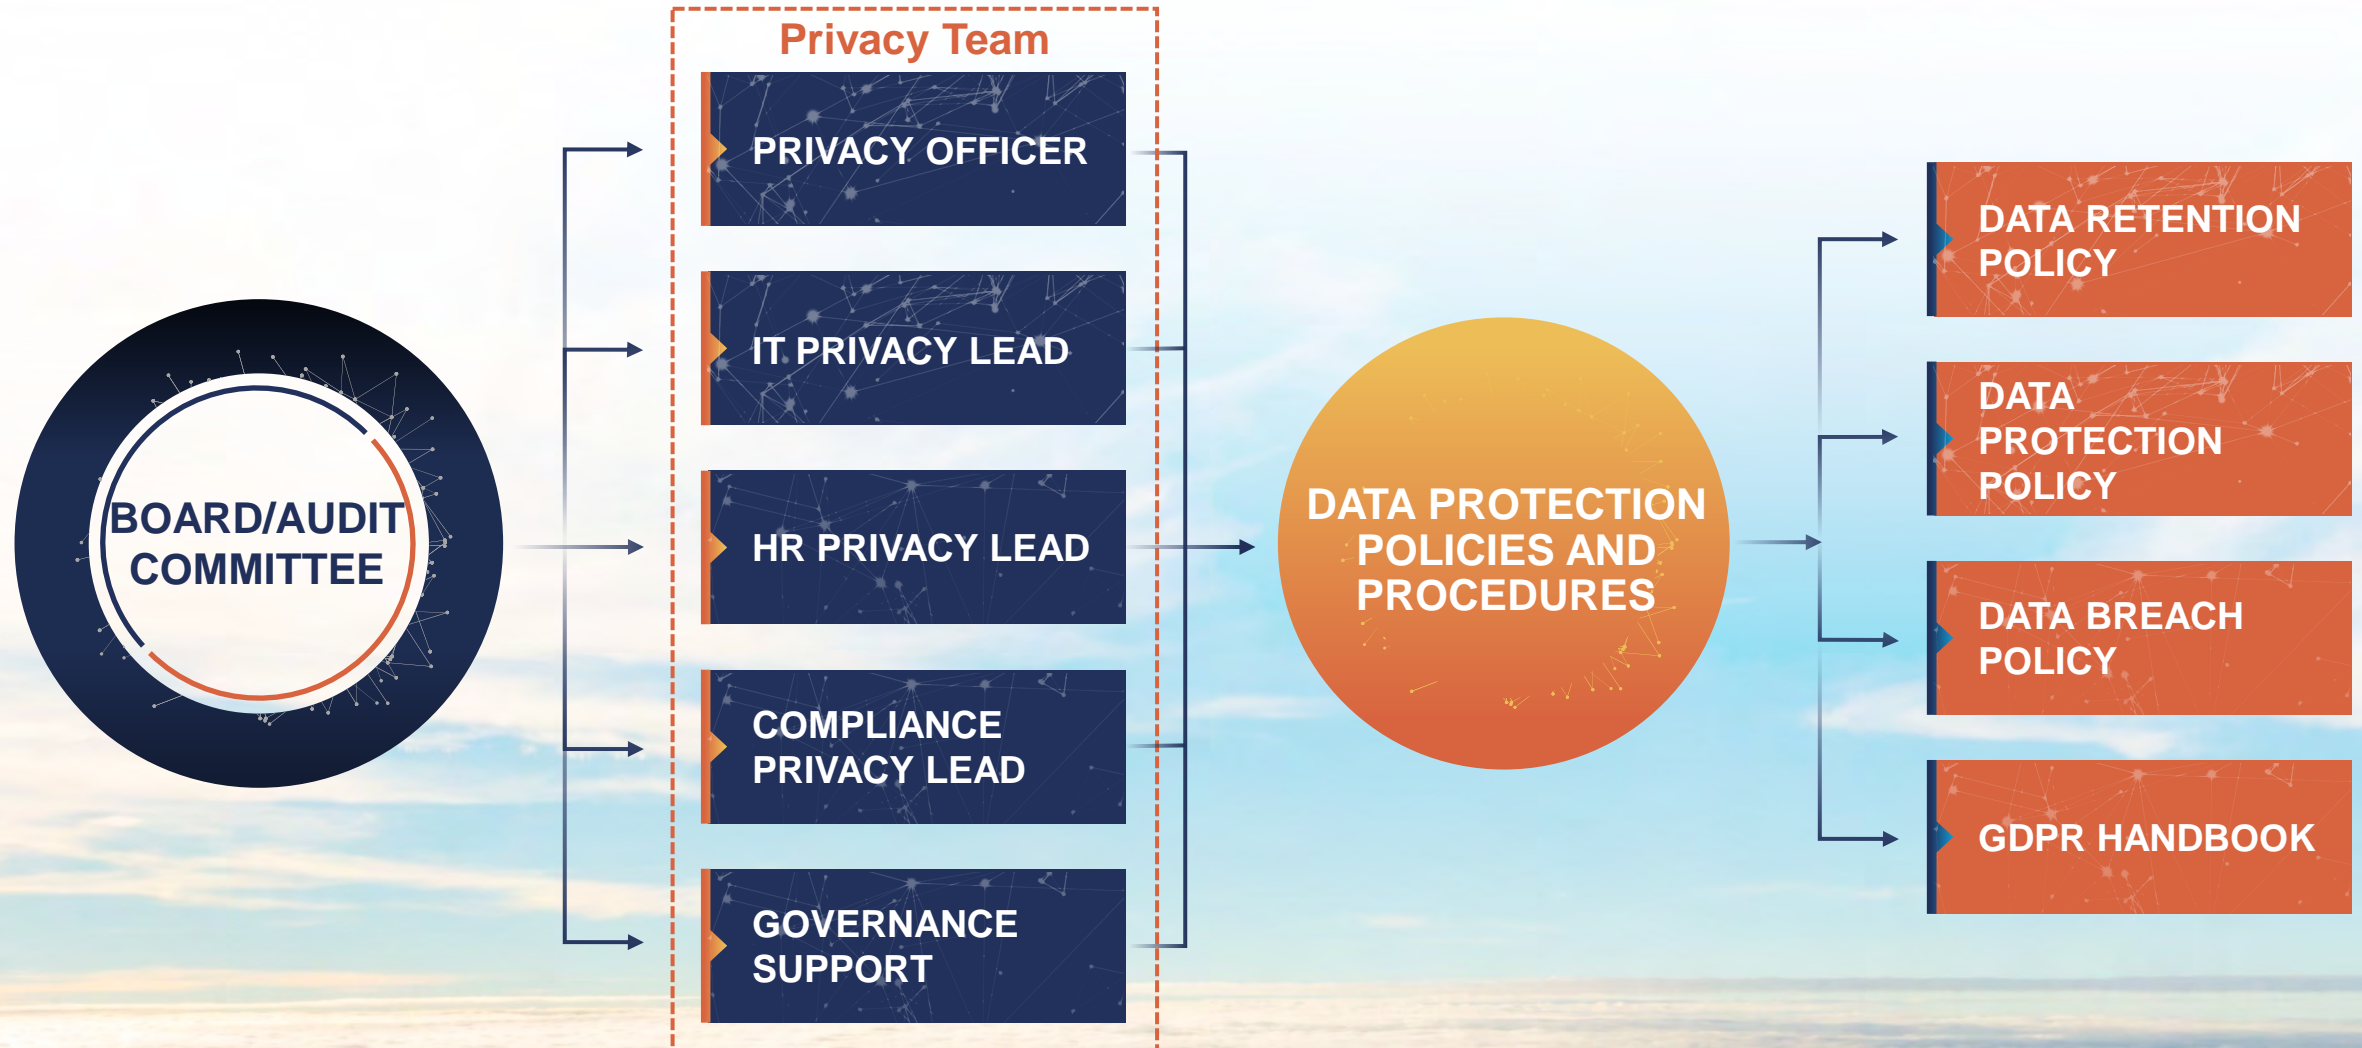 Privacy Team
BOARD/AUDIT
COMMITTEE
PRIVACY OFFICER
IT PRIVACY LEAD
HR PRIVACY LEAD
COMPLIANCE
PRIVACY LEAD
GOVERNANCE
SUPPORT
DATA PROTECTION
POLICIES AND
PROCEDURES
DATA RETENTION
POLICY
DATA
PROTECTION
POLICY
DATA BREACH
POLICY
GDPR HANDBOOK